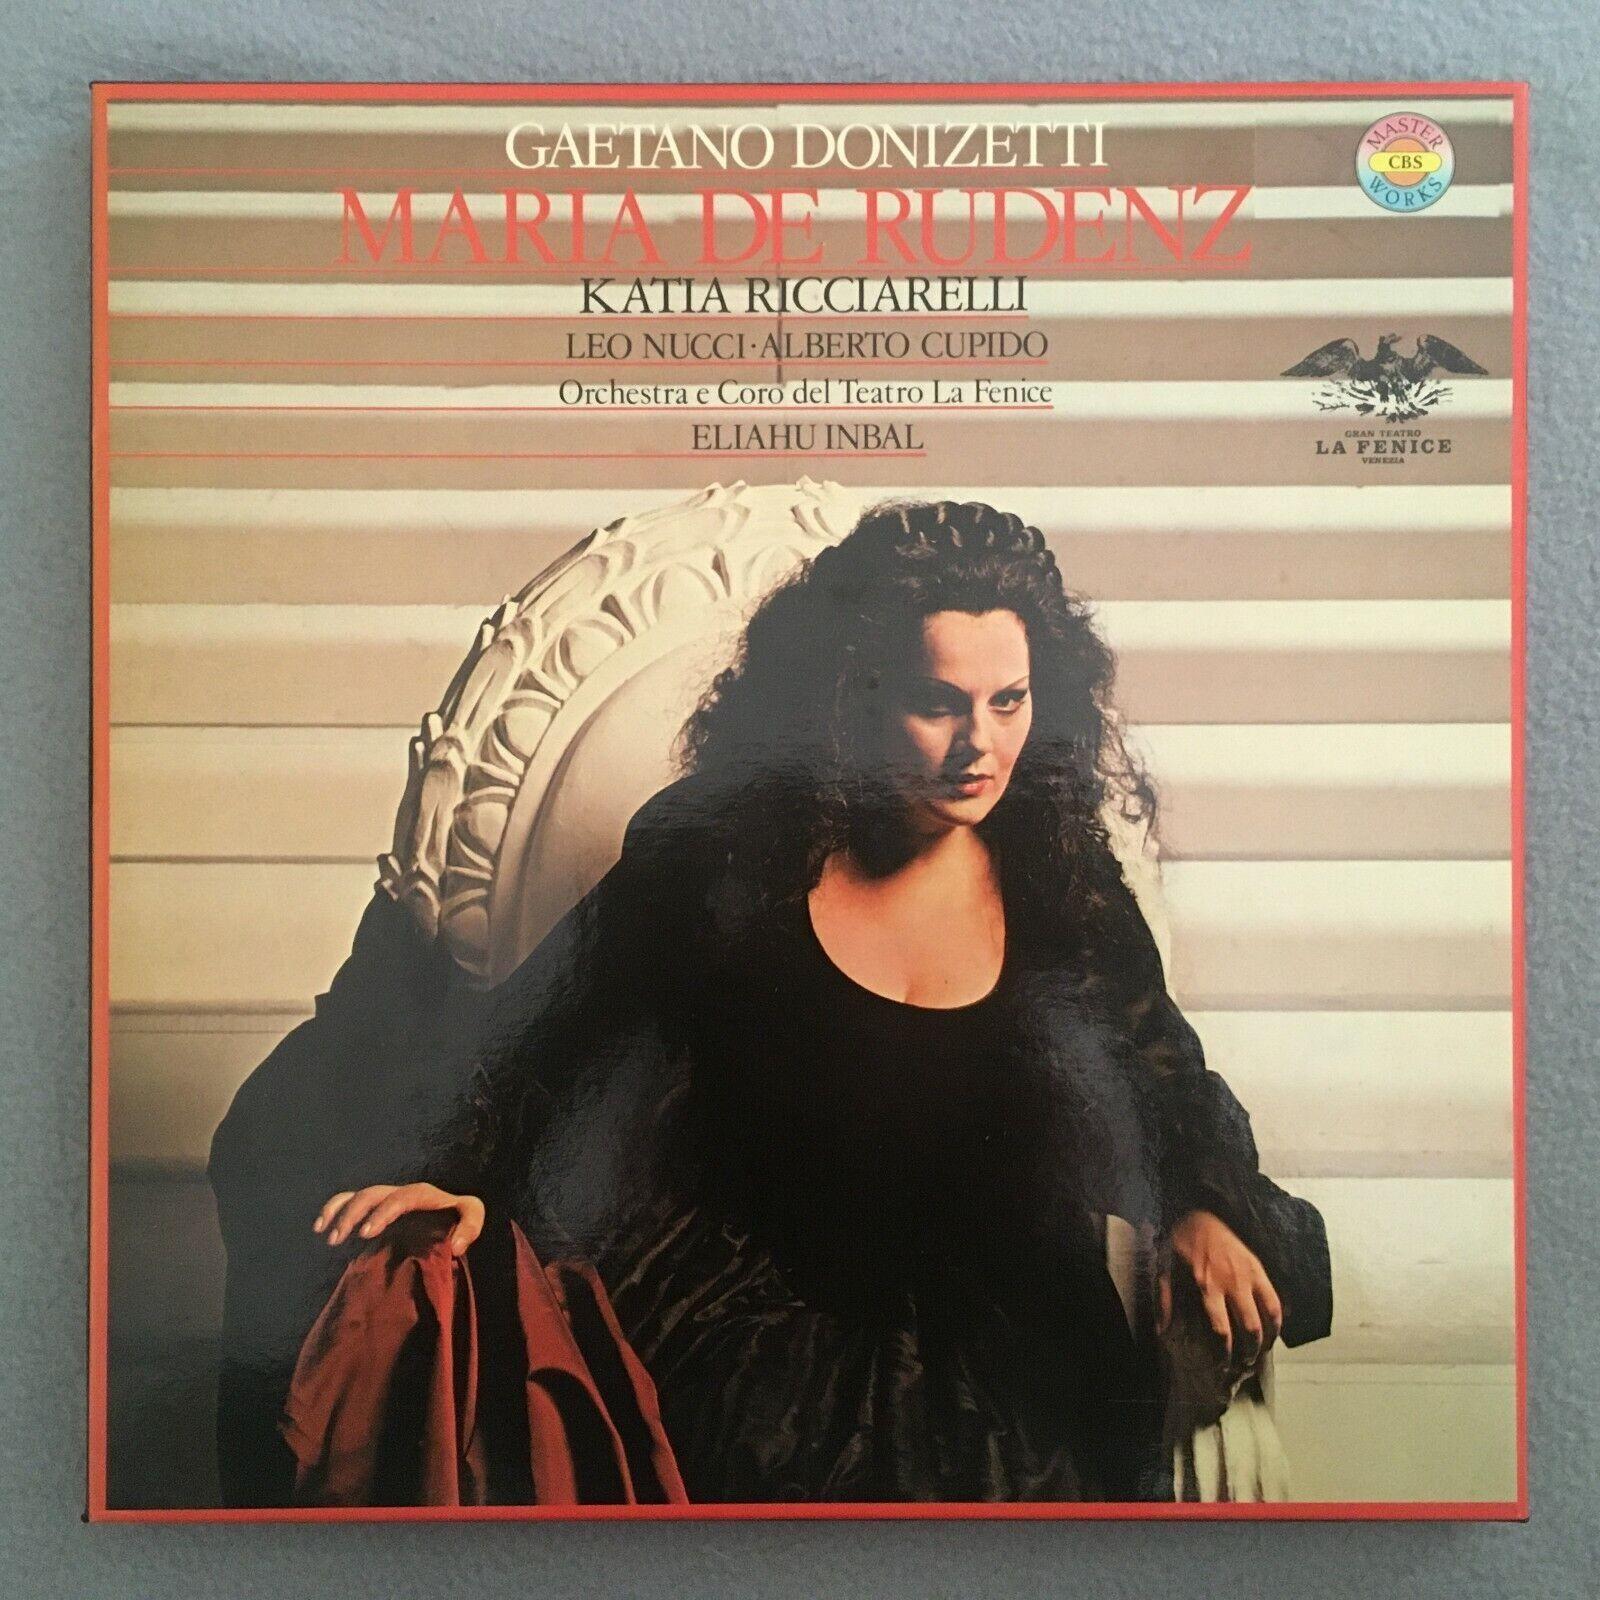 GAETANO DONIZETTI
MARIA DE RUDENZ
KATIA RICCIARELLI
LEO NUCCI · ALBERTO CUPIDO
Orchestra e Coro del Teatro La Fenice
ELIAHU INBAL
MASTER
CBS
WORKS
GRAN TEATRO
LA FENICE
VENEZIA